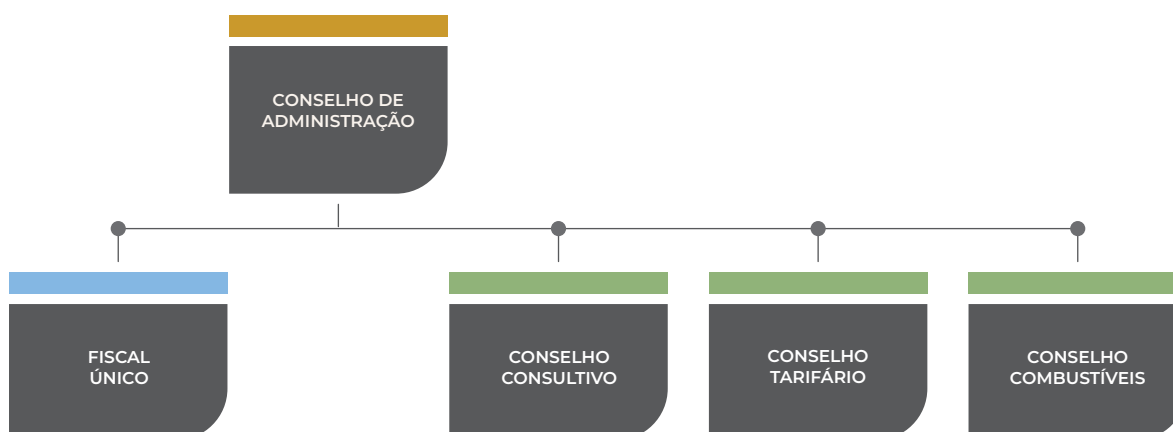 CONSELHO DE
ADMINISTRAÇÃO
FISCAL
ÚNICO
CONSELHO
CONSULTIVO
CONSELHO
TARIFÁRIO
CONSELHO
COMBUSTÍVEIS